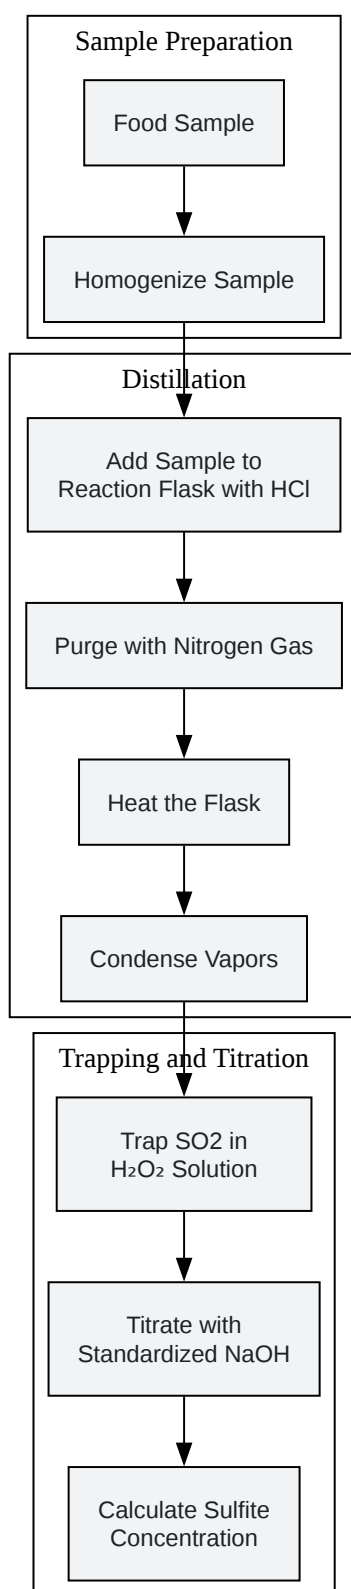 Sample Preparation
Food Sample
Homogenize Sample
Distillation
Add Sample to
Reaction Flask with HCl
Purge with Nitrogen Gas
Heat the Flask
Condense Vapors
Trapping and Titration
Trap SO2 in
H₂O₂ Solution
Titrate with
Standardized NaOH
Calculate Sulfite
Concentration